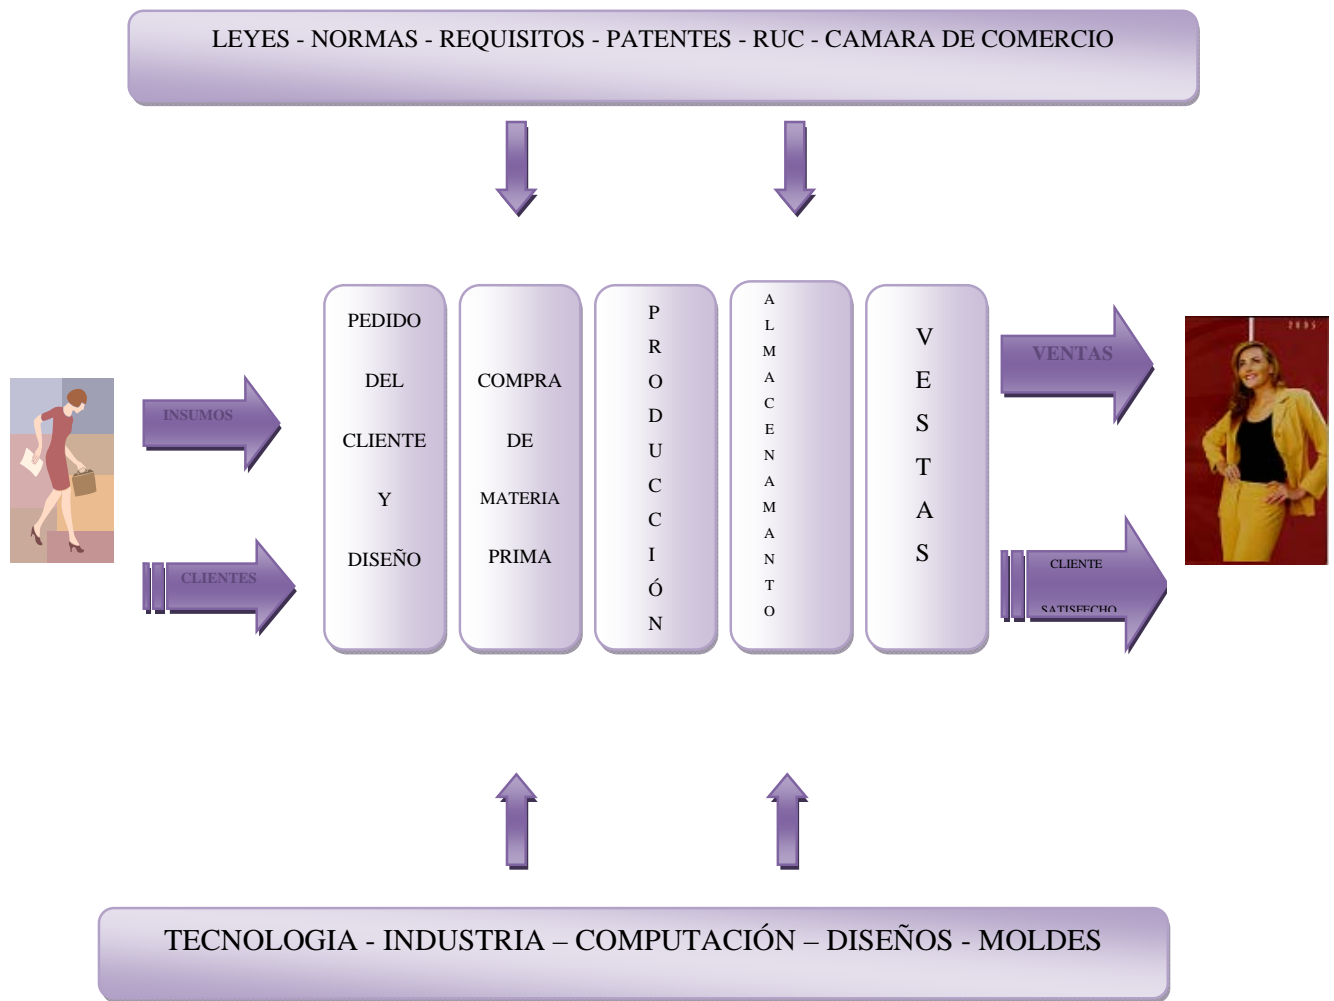 LEYES - NORMAS - REQUISITOS - PATENTES - RUC - CAMARA DE COMERCIO
INSUMOS
CLIENTES
PEDIDO
DEL
CLIENTE
Y
DISEÑO
COMPRA
DE
MATERIA
PRIMA
P
R
O
D
U
C
C
I
Ó
N
A
L
M
A
C
E
N
A
M
A
N
T
O
V
E
S
T
A
S
VENTAS
CLIENTE
SATISFECHO
2005
TECNOLOGIA - INDUSTRIA – COMPUTACIÓN – DISEÑOS - MOLDES